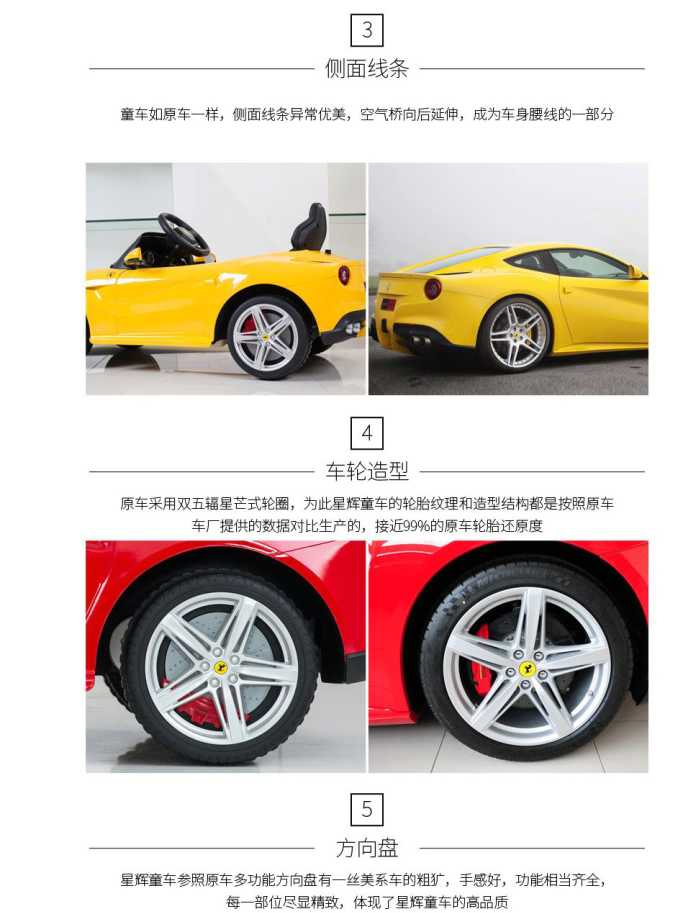 3
侧面线条
童车如原车一样，侧面线条异常优美，空气桥向后延伸，成为车身腰线的一部分
4
车轮造型
原车采用双五辐星芒式轮圈，为此星辉童车的轮胎纹理和造型结构都是按照原车
车厂提供的数据对比生产的，接近99%的原车轮胎还原度
5
方向盘
星辉童车参照原车多功能方向盘有一丝美系车的粗犷，手感好，功能相当齐全，
每一部位尽显精致，体现了星辉童车的高品质